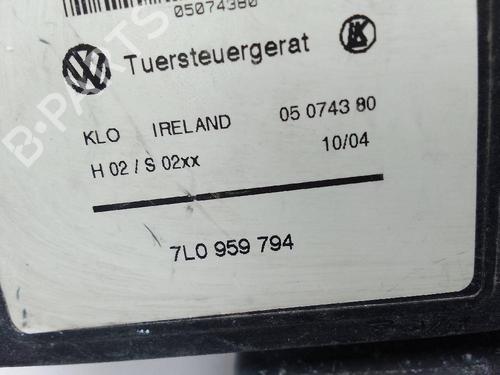 05074380
Tuersteuergerat
KLO IRELAND 05 0743 80
H 02 / S 02xx 10/04
7L0 959 794
B-PARTS